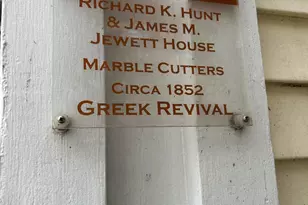 Richard K. Hunt
& James M.
Jewett House
Marble Cutters
Circa 1852
Greek Revival